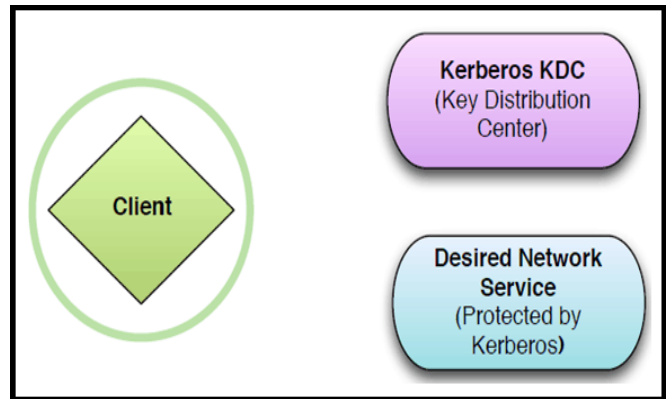 Client
Kerberos KDC
(Key Distribution
Center)
Desired Network
Service
(Protected by
Kerberos)